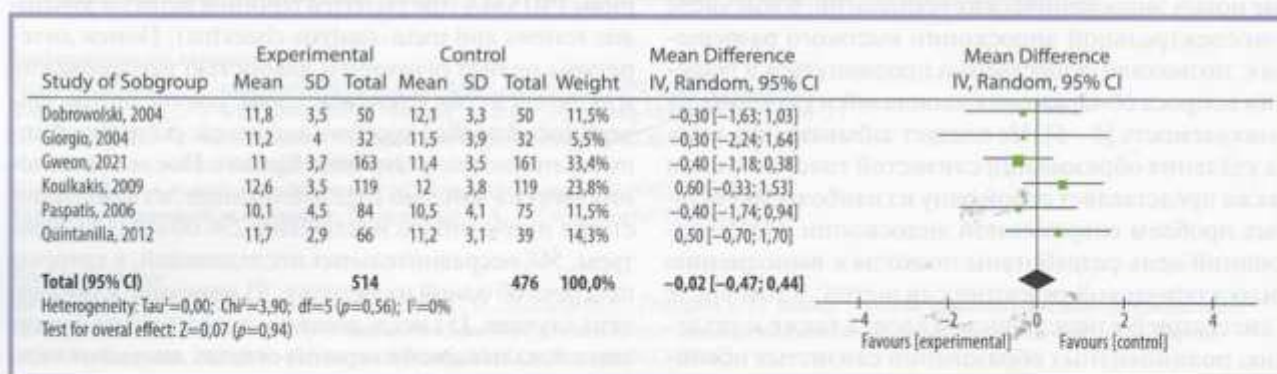 Experimental Control Mean Difference Mean Difference
Study of Sobgroup Mean SD Total Mean SD Total Weight IV, Random, 95% CI IV, Random, 95% CI
Dobrowolski, 2004 11,8 3,5 50 12,1 3,3 50 11,5% −0,30 [−1,63; 1,03]
Giorgio, 2004 11,2 4 32 11,5 3,9 32 5,5% −0,30 [−2,24; 1,64]
Gweon, 2021 11 3,7 163 11,4 3,5 161 33,4% −0,40 [−1,18; 0,38]
Koulkakis, 2009 12,6 3,5 119 12 3,8 119 23,8% 0,60 [−0,33; 1,53]
Paspatis, 2006 10,1 4,5 84 10,5 4,1 75 11,5% −0,40 [−1,74; 0,94]
Quintanilla, 2012 11,7 2,9 66 11,2 3,1 39 14,3% 0,50 [−0,70; 1,70]
Total (95% CI) 514 476 100,0% −0,02 [−0,47; 0,44]
Heterogeneity: Tau²=0,00; Chi²=3,90; df=5 (p=0,56); I²=0%
Test for overal effect: Z=0,07 (p=0,94)
−4 −2 0 2 4
Favours [experimental] Favours [control]